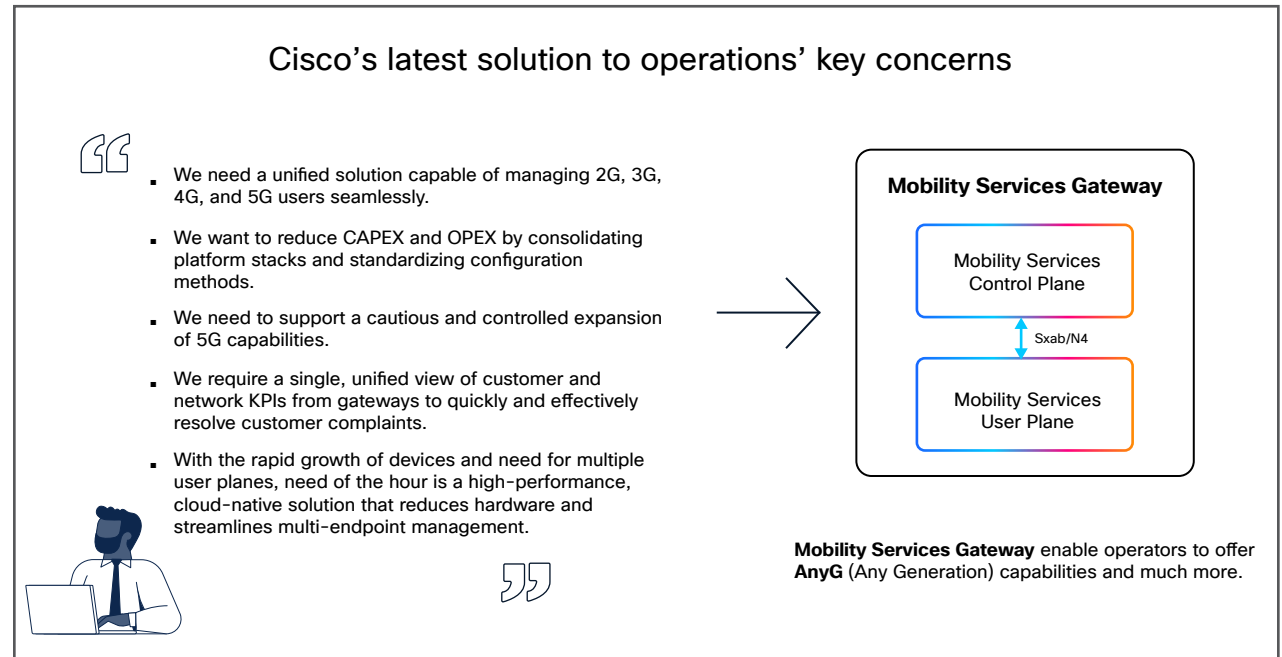 Cisco’s latest solution to operations’ key concerns
“
▪ We need a unified solution capable of managing 2G, 3G,
4G, and 5G users seamlessly.
▪ We want to reduce CAPEX and OPEX by consolidating
platform stacks and standardizing configuration
methods.
▪ We need to support a cautious and controlled expansion
of 5G capabilities.
▪ We require a single, unified view of customer and
network KPIs from gateways to quickly and effectively
resolve customer complaints.
▪ With the rapid growth of devices and need for multiple
user planes, need of the hour is a high-performance,
cloud-native solution that reduces hardware and
streamlines multi-endpoint management.
”
Mobility Services Gateway
Mobility Services
Control Plane
Sxab/N4
Mobility Services
User Plane
Mobility Services Gateway enable operators to offer
AnyG (Any Generation) capabilities and much more.